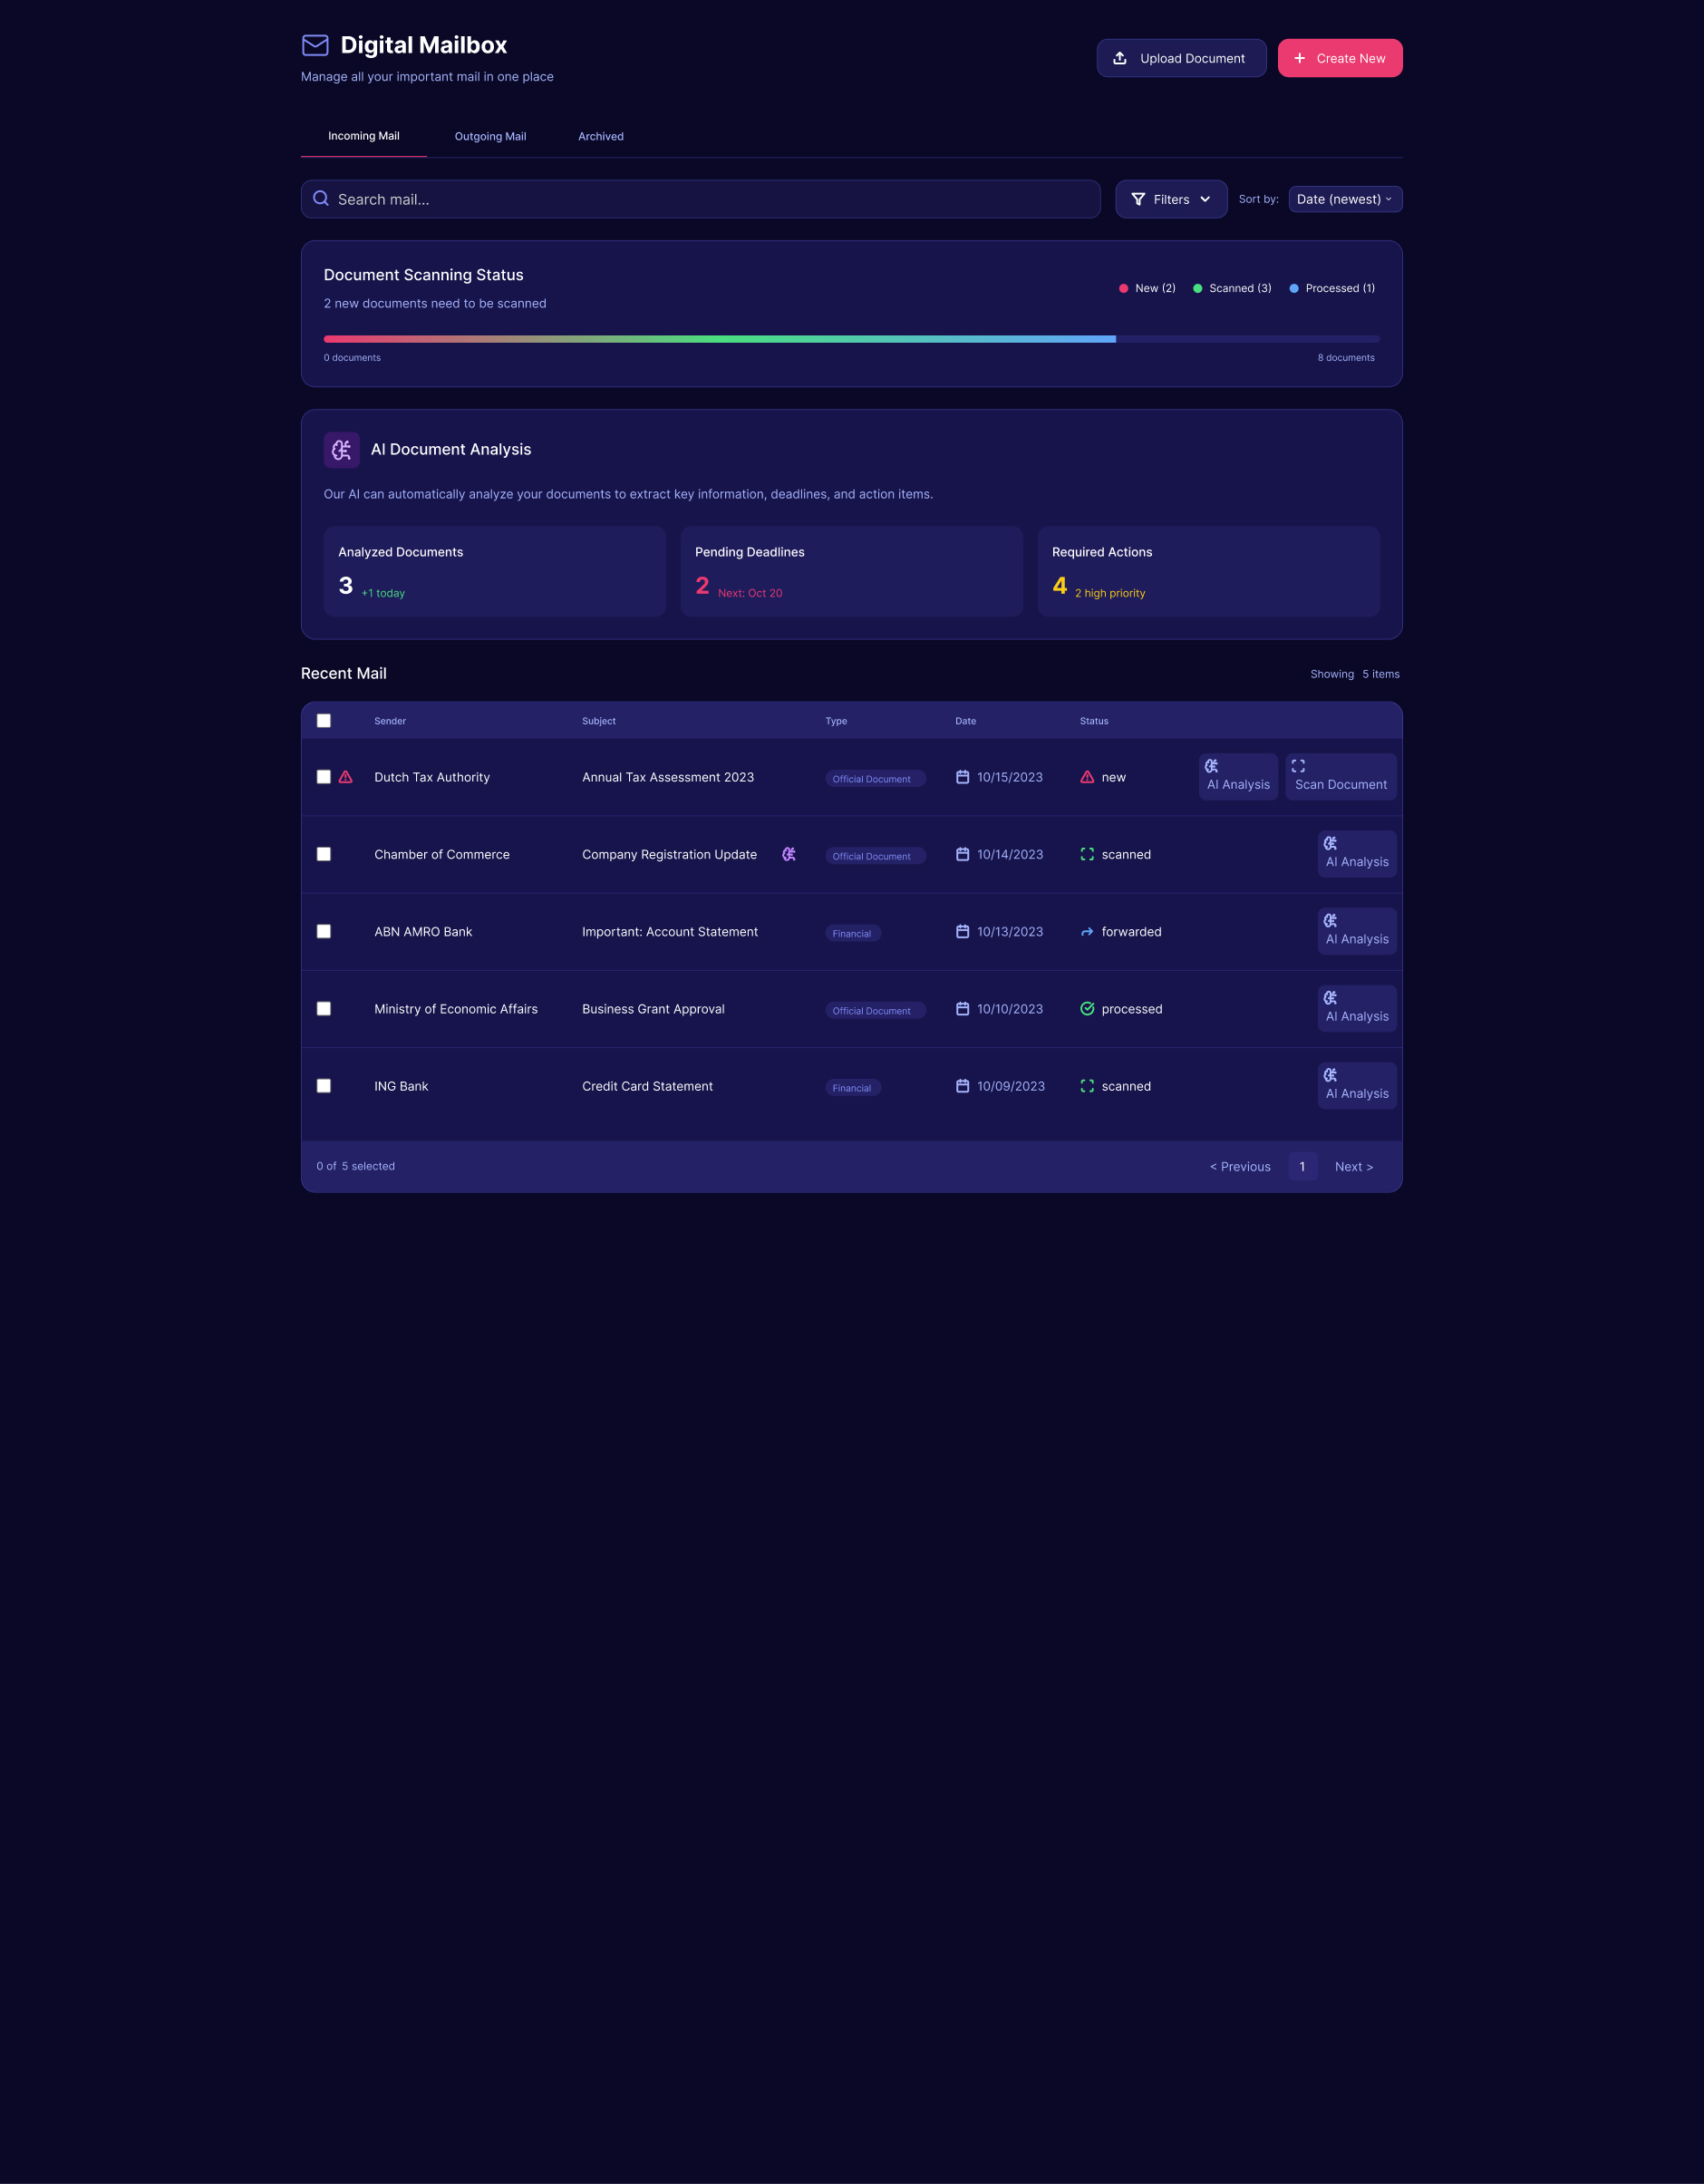 Digital Mailbox
Manage all your important mail in one place
Upload Document
Create New
Incoming Mail
Outgoing Mail
Archived
Search mail...
Filters
Sort by:
Date (newest)
Document Scanning Status
2 new documents need to be scanned
New (2)
Scanned (3)
Processed (1)
0 documents
8 documents
AI Document Analysis
Our AI can automatically analyze your documents to extract key information, deadlines, and action items.
Analyzed Documents
3 +1 today
Pending Deadlines
2 Next: Oct 20
Required Actions
4 2 high priority
Recent Mail
Showing 5 items
Sender Subject Type Date Status
Dutch Tax Authority Annual Tax Assessment 2023 Official Document 10/15/2023 new AI Analysis Scan Document
Chamber of Commerce Company Registration Update Official Document 10/14/2023 scanned AI Analysis
ABN AMRO Bank Important: Account Statement Financial 10/13/2023 forwarded AI Analysis
Ministry of Economic Affairs Business Grant Approval Official Document 10/10/2023 processed AI Analysis
ING Bank Credit Card Statement Financial 10/09/2023 scanned AI Analysis
0 of 5 selected
< Previous 1 Next >